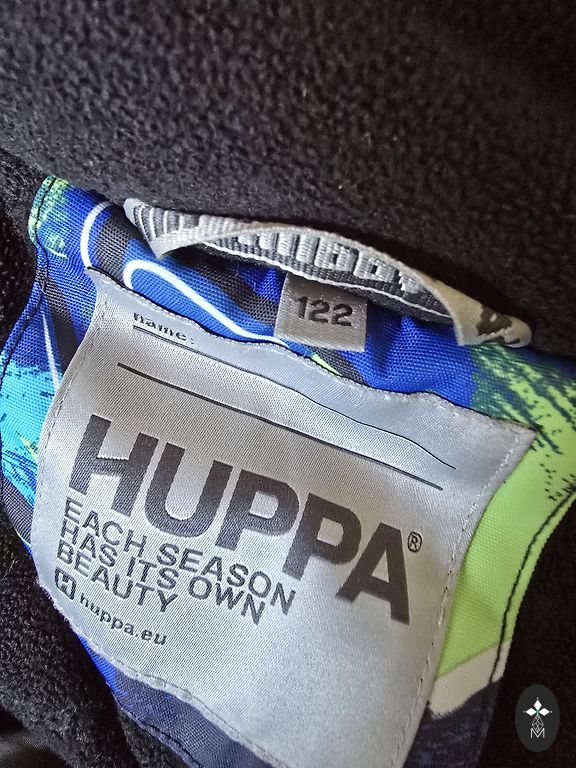 122
name:
HUPPA®
EACH SEASON
HAS ITS OWN
BEAUTY
H huppa.eu
M